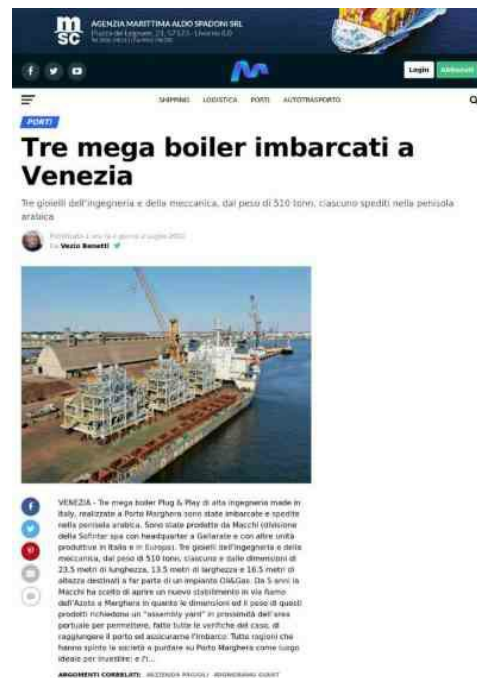 AGENZIA MARITTIMA ALDO SPADONI SRL
msc
Login
SHIPPING LOGISTICA PORTI AUTOTRASPORTO
PORTI
Tre mega boiler imbarcati a
Venezia
Tre gioielli dell'ingegneria e della meccanica, dal peso di 510 tonn, ciascuno spediti nella penisola
arabica
Vezio Benetti
VENEZIA - Tre mega boiler Plug & Play di alta ingegneria made in
Italy, realizzate a Porto Marghera sono state imbarcate e spedite
nella penisola arabica. Sono state prodotte da Macchi (divisione
della Sofinter spa con headquarter a Gallarate e con altre unità
produttive in Italia e in Europa). Tre gioielli dell'ingegneria e della
meccanica, dal peso di 510 tonn, ciascuno e dalle dimensioni di
23.5 metri di lunghezza, 13.5 metri di larghezza e 16.5 metri di
altezza destinati a far parte di un impianto Oil&Gas. Da 5 anni la
Macchi ha scelto di aprire un nuovo stabilimento in via ramo
dell'Azoto a Marghera in quanto le dimensioni ed il peso di questi
prodotti richiedono un "assembly yard" in prossimità dell'area
portuale per permettere, fatte tutte le verifiche del caso, di
raggiungere il porto ed assicurarne l'imbarco. Tutte ragioni che
hanno spinto la società a puntare su Porto Marghera come luogo
ideale per investire: e l'i...
ARGOMENTI CORRELATI: